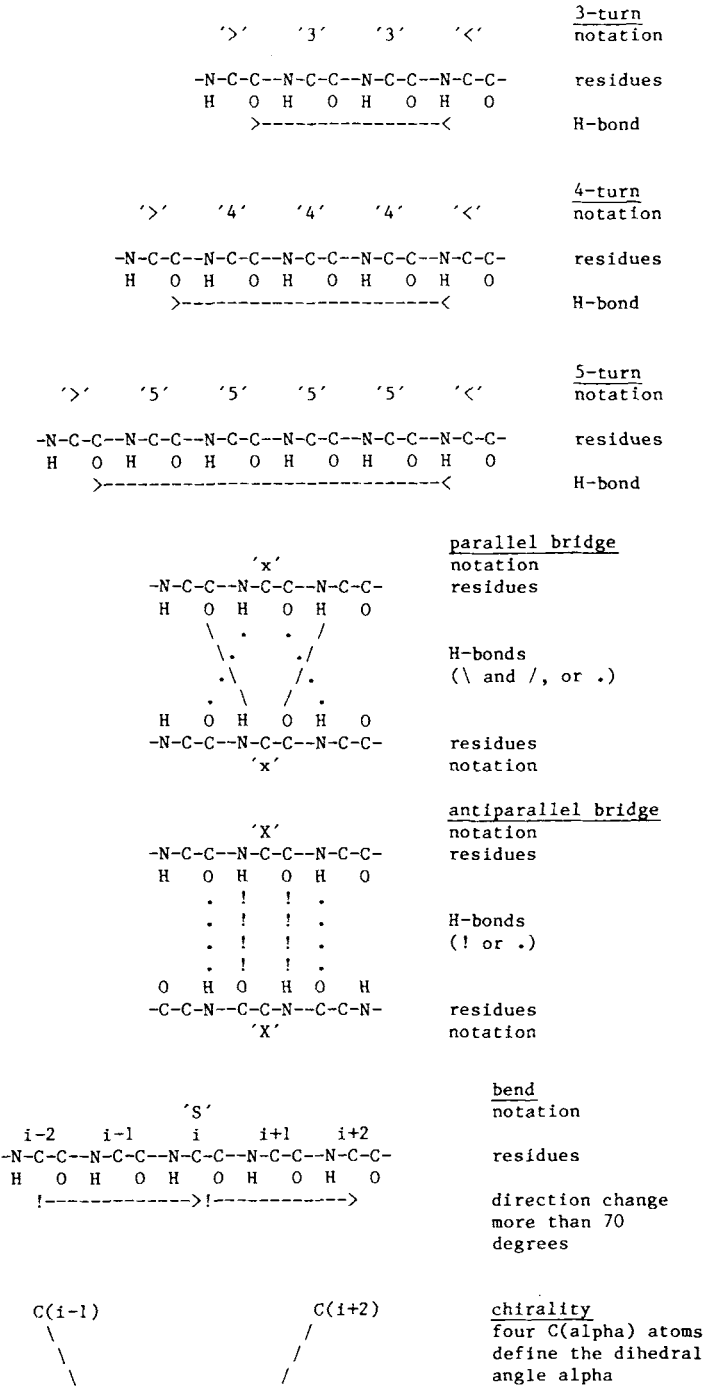 3-turn
'>' '3' '3' '<' notation
-N-C-C--N-C-C--N-C-C--N-C-C- residues
H O H O H O H O
>-----------------< H-bond
4-turn
'>' '4' '4' '4' '<' notation
-N-C-C--N-C-C--N-C-C--N-C-C--N-C-C- residues
H O H O H O H O H O
>------------------------< H-bond
5-turn
'>' '5' '5' '5' '5' '<' notation
-N-C-C--N-C-C--N-C-C--N-C-C--N-C-C--N-C-C- residues
H O H O H O H O H O H O
>-------------------------------< H-bond
parallel bridge
'x' notation
-N-C-C--N-C-C--N-C-C- residues
H O H O H O
\ . . /
\. ./ H-bonds
.\ /. (\ and /, or .)
. \ / .
H O H O H O
-N-C-C--N-C-C--N-C-C- residues
'x' notation
antiparallel bridge
'X' notation
-N-C-C--N-C-C--N-C-C- residues
H O H O H O
. ! ! .
. ! ! . H-bonds
. ! ! . (! or .)
. ! ! .
O H O H O H
-C-C-N--C-C-N--C-C-N- residues
'X' notation
bend
'S' notation
i-2 i-1 i i+1 i+2
-N-C-C--N-C-C--N-C-C--N-C-C--N-C-C- residues
H O H O H O H O H O
!------------->!-------------> direction change
more than 70
degrees
C(i-1) C(i+2) chirality
\ / four C(alpha) atoms
\ / define the dihedral
\ / angle alpha